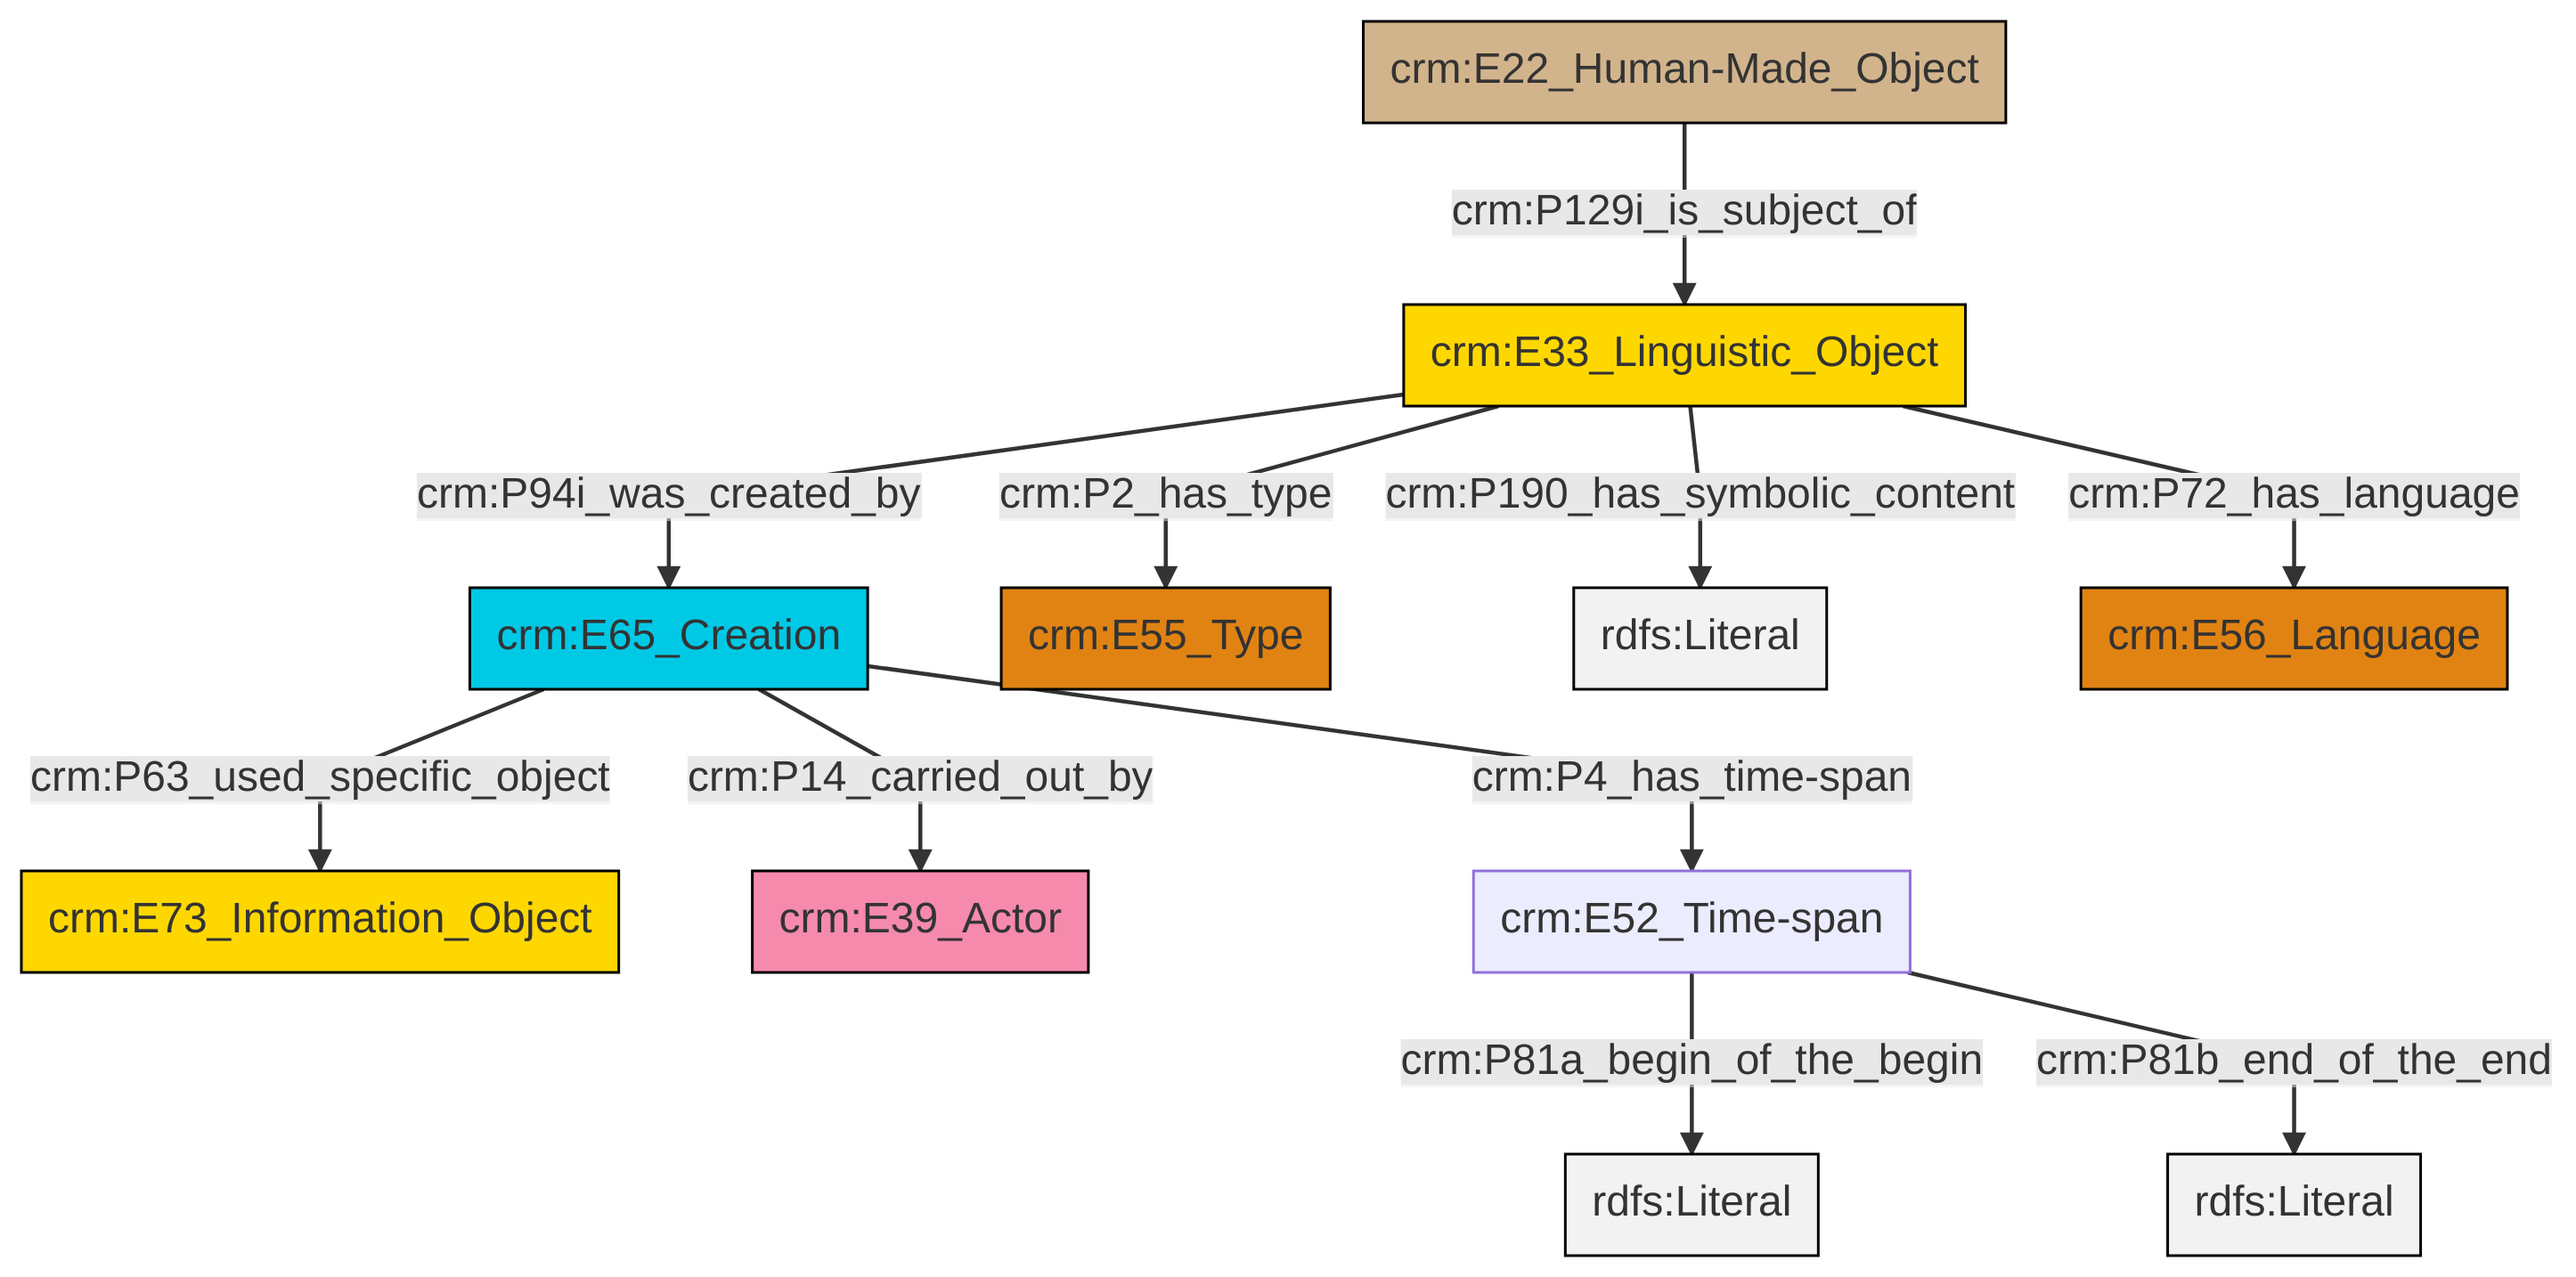 crm:E22_Human-Made_Object
crm:P129i_is_subject_of
crm:E33_Linguistic_Object
crm:P94i_was_created_by
crm:P2_has_type
crm:P190_has_symbolic_content
crm:P72_has_language
crm:E65_Creation
crm:E55_Type
rdfs:Literal
crm:E56_Language
crm:P63_used_specific_object
crm:P14_carried_out_by
crm:P4_has_time-span
crm:E73_Information_Object
crm:E39_Actor
crm:E52_Time-span
crm:P81a_begin_of_the_begin
crm:P81b_end_of_the_end
rdfs:Literal
rdfs:Literal